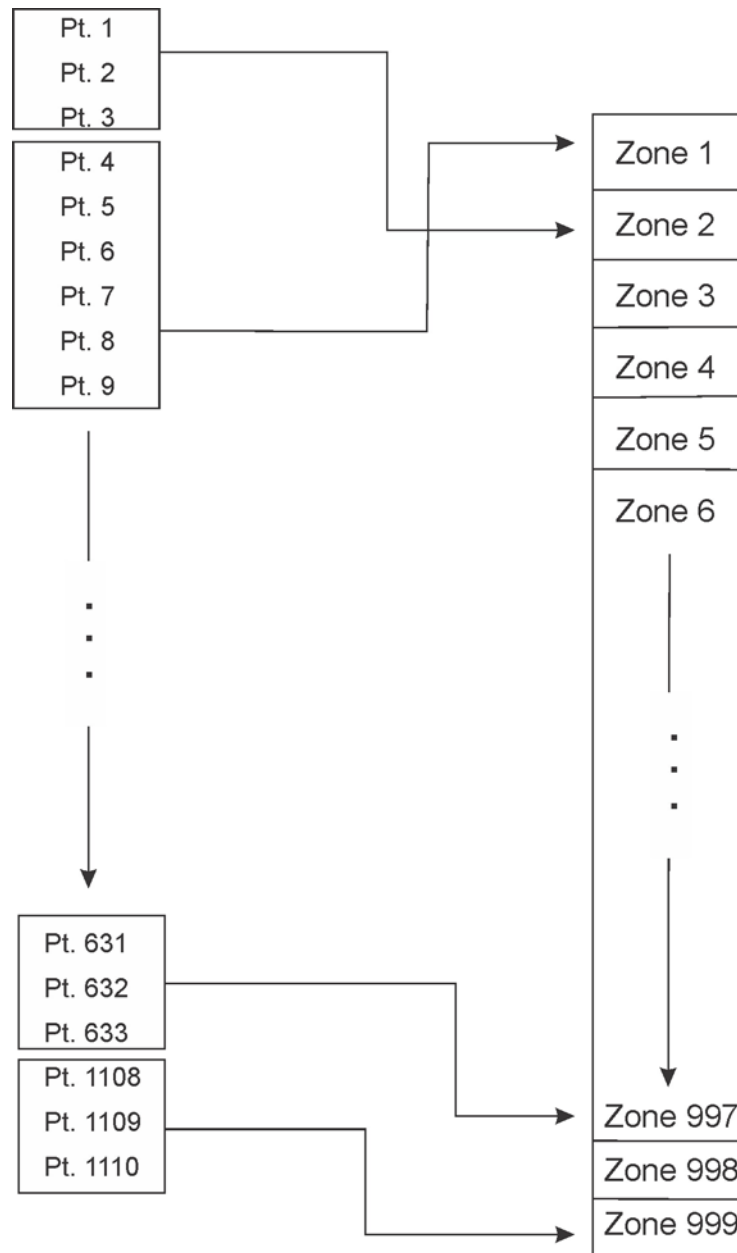 Pt. 1
Pt. 2
Pt. 3
Pt. 4
Pt. 5
Pt. 6
Pt. 7
Pt. 8
Pt. 9
Pt. 631
Pt. 632
Pt. 633
Pt. 1108
Pt. 1109
Pt. 1110
Zone 1
Zone 2
Zone 3
Zone 4
Zone 5
Zone 6
Zone 997
Zone 998
Zone 999